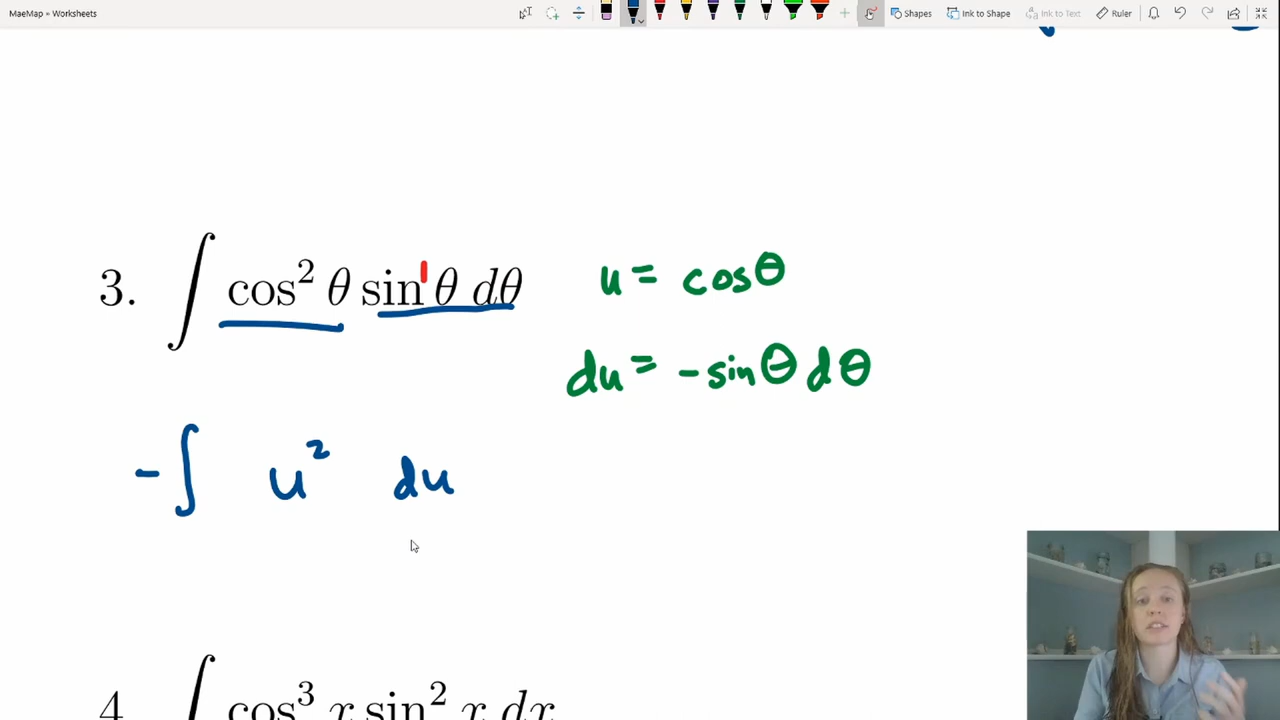 MaeMap » Worksheets
Shapes Ink to Shape Ink to Text Ruler
3. ∫ cos² θ sin¹ θ dθ u = cosθ
du = -sinθ dθ
-∫ u² du
4 ∫ cos³ x sin² x dx